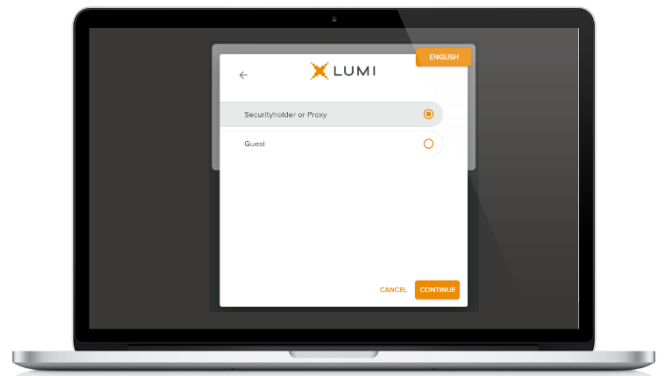 ENGLISH
LUMI
Securityholder or Proxy
Guest
CANCEL
CONTINUE